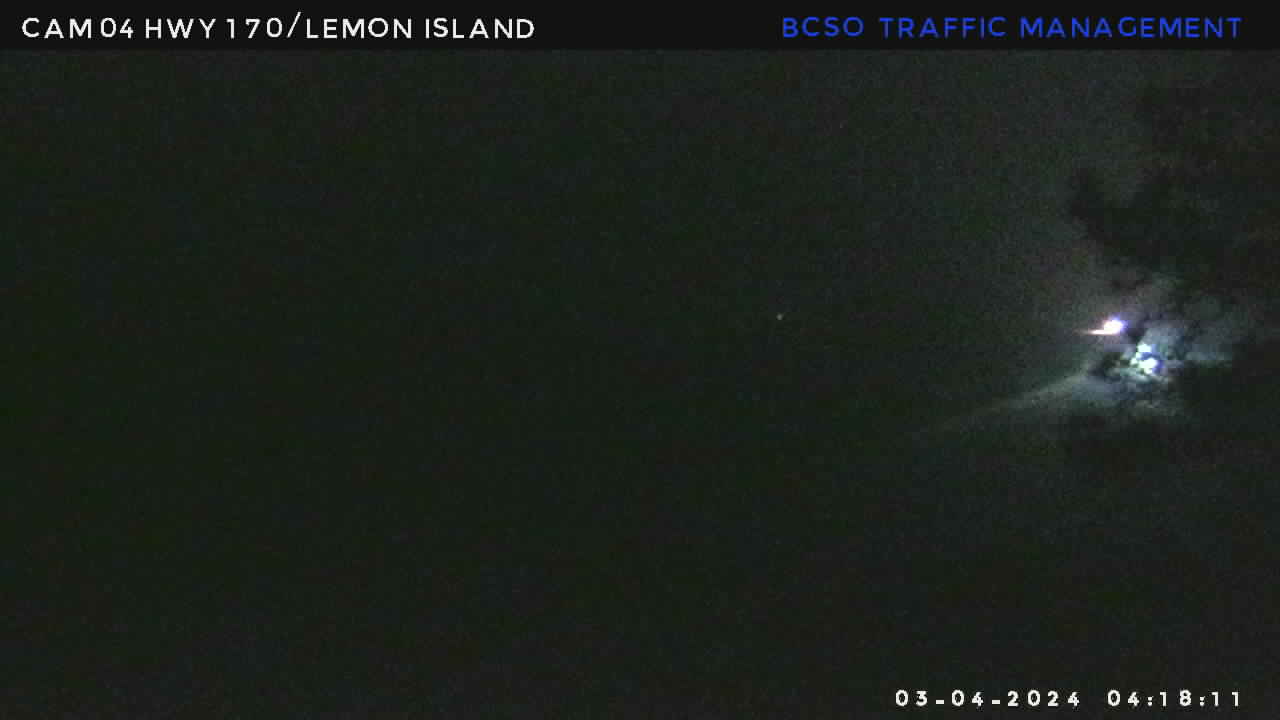 CAM04 HWY 170/LEMON ISLAND
BCSO TRAFFIC MANAGEMENT
03-04-2024 04:18:11